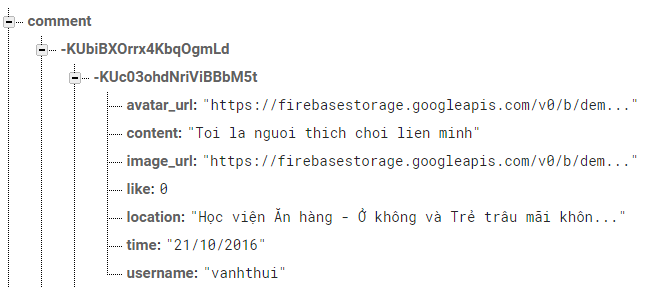 comment
-KUbiBXOrrx4KbqOgmLd
-KUc03ohdNriViBBbM5t
avatar_url: "https://firebasestorage.googleapis.com/v0/b/dem..."
content: "Toi la nguoi thich choi lien minh"
image_url: "https://firebasestorage.googleapis.com/v0/b/dem..."
like: 0
location: "Học viện Ăn hàng - Ở không và Trẻ trâu mãi khôn..."
time: "21/10/2016"
username: "vanhthui"